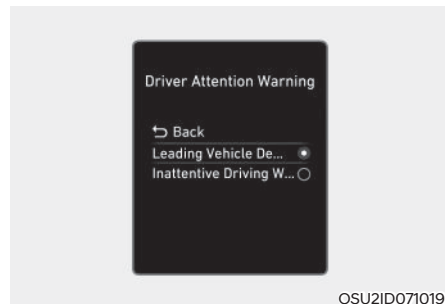 Driver Attention Warning
Back
Leading Vehicle De...
Inattentive Driving W...
OSU2ID071019